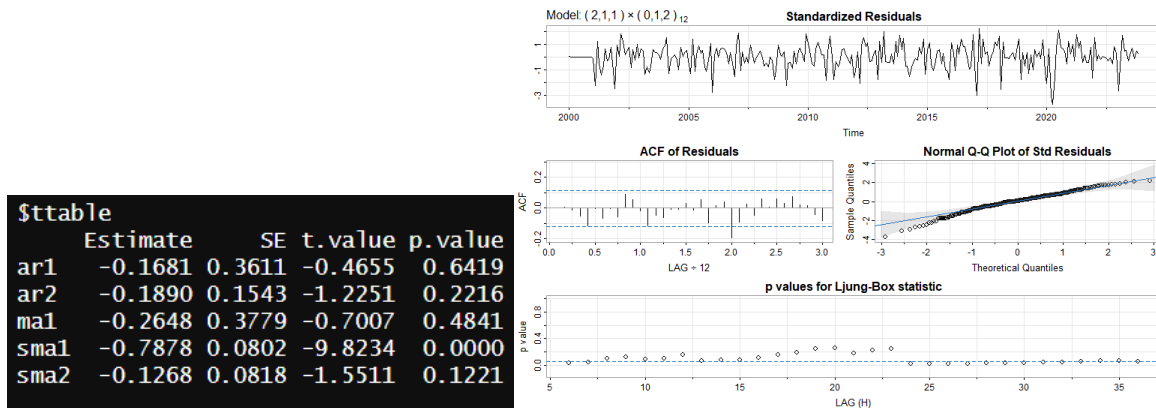 $ttable
Estimate SE t.value p.value
ar1 -0.1681 0.3611 -0.4655 0.6419
ar2 -0.1890 0.1543 -1.2251 0.2216
ma1 -0.2648 0.3779 -0.7007 0.4841
sma1 -0.7878 0.0802 -9.8234 0.0000
sma2 -0.1268 0.0818 -1.5511 0.1221
Model: ( 2,1,1 ) × ( 0,1,2 ) 12
Standardized Residuals
1
-1
-3
2000 2005 2010 2015 2020
Time
ACF of Residuals
ACF
0.2
0.0
-0.2
0.0 0.5 1.0 1.5 2.0 2.5 3.0
LAG ÷ 12
Normal Q-Q Plot of Std Residuals
Sample Quantiles
4
2
0
-2
-4
-3 -2 -1 0 1 2 3
Theoretical Quantiles
p values for Ljung-Box statistic
p value
0.8
0.4
0.0
5 10 15 20 25 30 35
LAG (H)